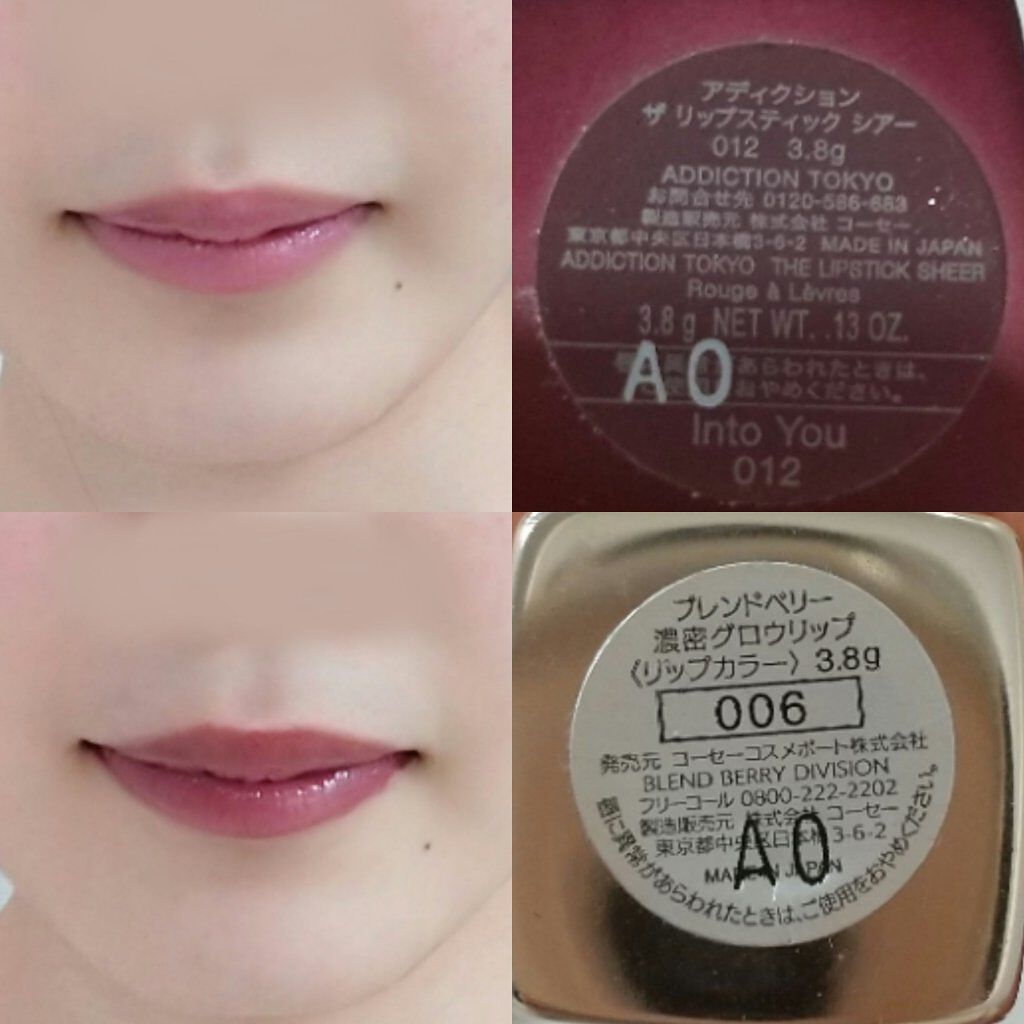 アディクション
ザ リップスティック シアー
012 3.8g
ADDICTION TOKYO
お問合せ先 0120-586-683
製造販売元 株式会社 コーセー
東京都中央区日本橋3-6-2 MADE IN JAPAN
ADDICTION TOKYO THE LIPSTICK SHEER
Rouge à Lèvres
3.8 g NET WT. .13 OZ.
あらわれたときは、
おやめください。
A0
Into You
012
ブレンドベリー
濃密グロウリップ
〈リップカラー〉 3.8g
006
発売元 コーセーコスメポート株式会社
BLEND BERRY DIVISION
フリーコール 0800-222-2202
製造販売元 株式会社 コーセー
東京都中央区日本橋3-6-2
MADE IN JAPAN
A0
唇に異常があらわれたときは、ご使用をおやめください。